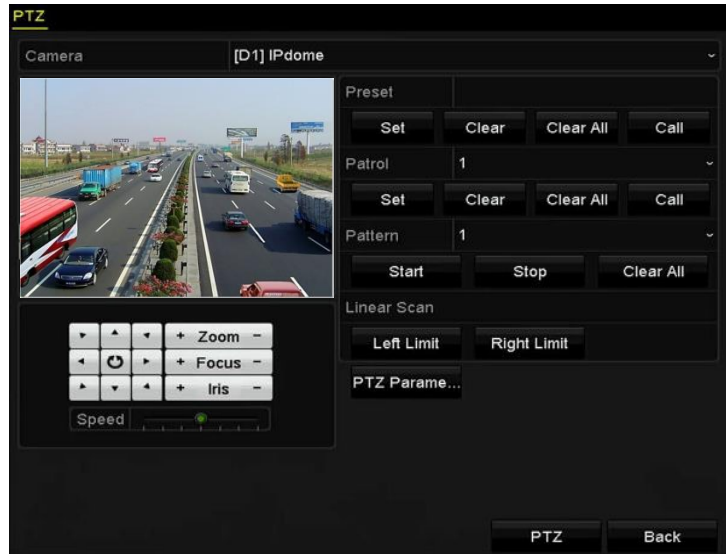 PTZ
Camera [D1] IPdome
Preset
Set Clear Clear All Call
Patrol 1
Set Clear Clear All Call
Pattern 1
Start Stop Clear All
Linear Scan
Left Limit Right Limit
PTZ Parame...
+ Zoom -
+ Focus -
+ Iris -
Speed
PTZ Back